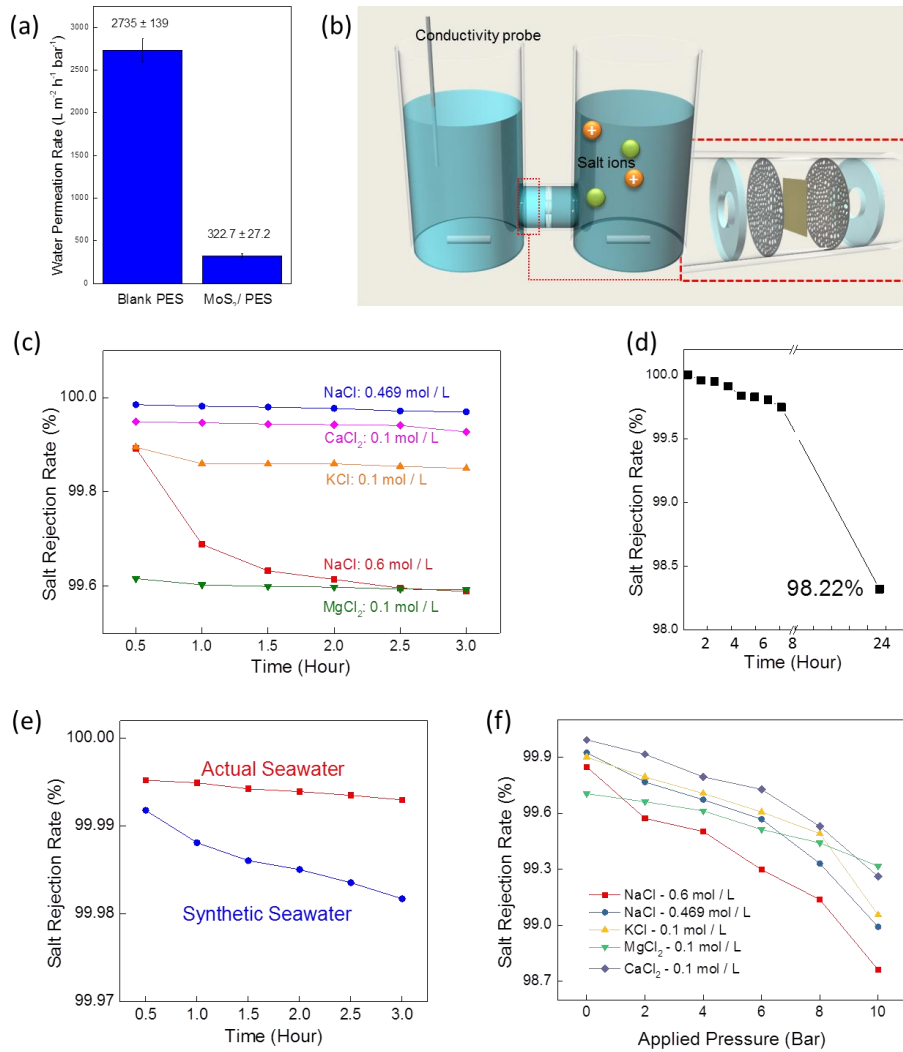 (a)
Water Permeation Rate (L m⁻² h⁻¹ bar⁻¹)
3000
2500
2000
1500
1000
500
0
2735 ± 139
322.7 ± 27.2
Blank PES
MoS₂/ PES
(b)
Conductivity probe
Salt ions
+
+
(c)
Salt Rejection Rate (%)
100.0
99.8
99.6
NaCl: 0.469 mol / L
CaCl₂: 0.1 mol / L
KCl: 0.1 mol / L
NaCl: 0.6 mol / L
MgCl₂: 0.1 mol / L
0.5 1.0 1.5 2.0 2.5 3.0
Time (Hour)
(d)
Salt Rejection Rate (%)
100.0
99.5
99.0
98.5
98.0
98.22%
2 4 6 8 24
Time (Hour)
(e)
Salt Rejection Rate (%)
100.00
99.99
99.98
99.97
Actual Seawater
Synthetic Seawater
0.5 1.0 1.5 2.0 2.5 3.0
Time (Hour)
(f)
Salt Rejection Rate (%)
99.9
99.6
99.3
99.0
98.7
NaCl - 0.6 mol / L
NaCl - 0.469 mol / L
KCl - 0.1 mol / L
MgCl₂ - 0.1 mol / L
CaCl₂ - 0.1 mol / L
0 2 4 6 8 10
Applied Pressure (Bar)